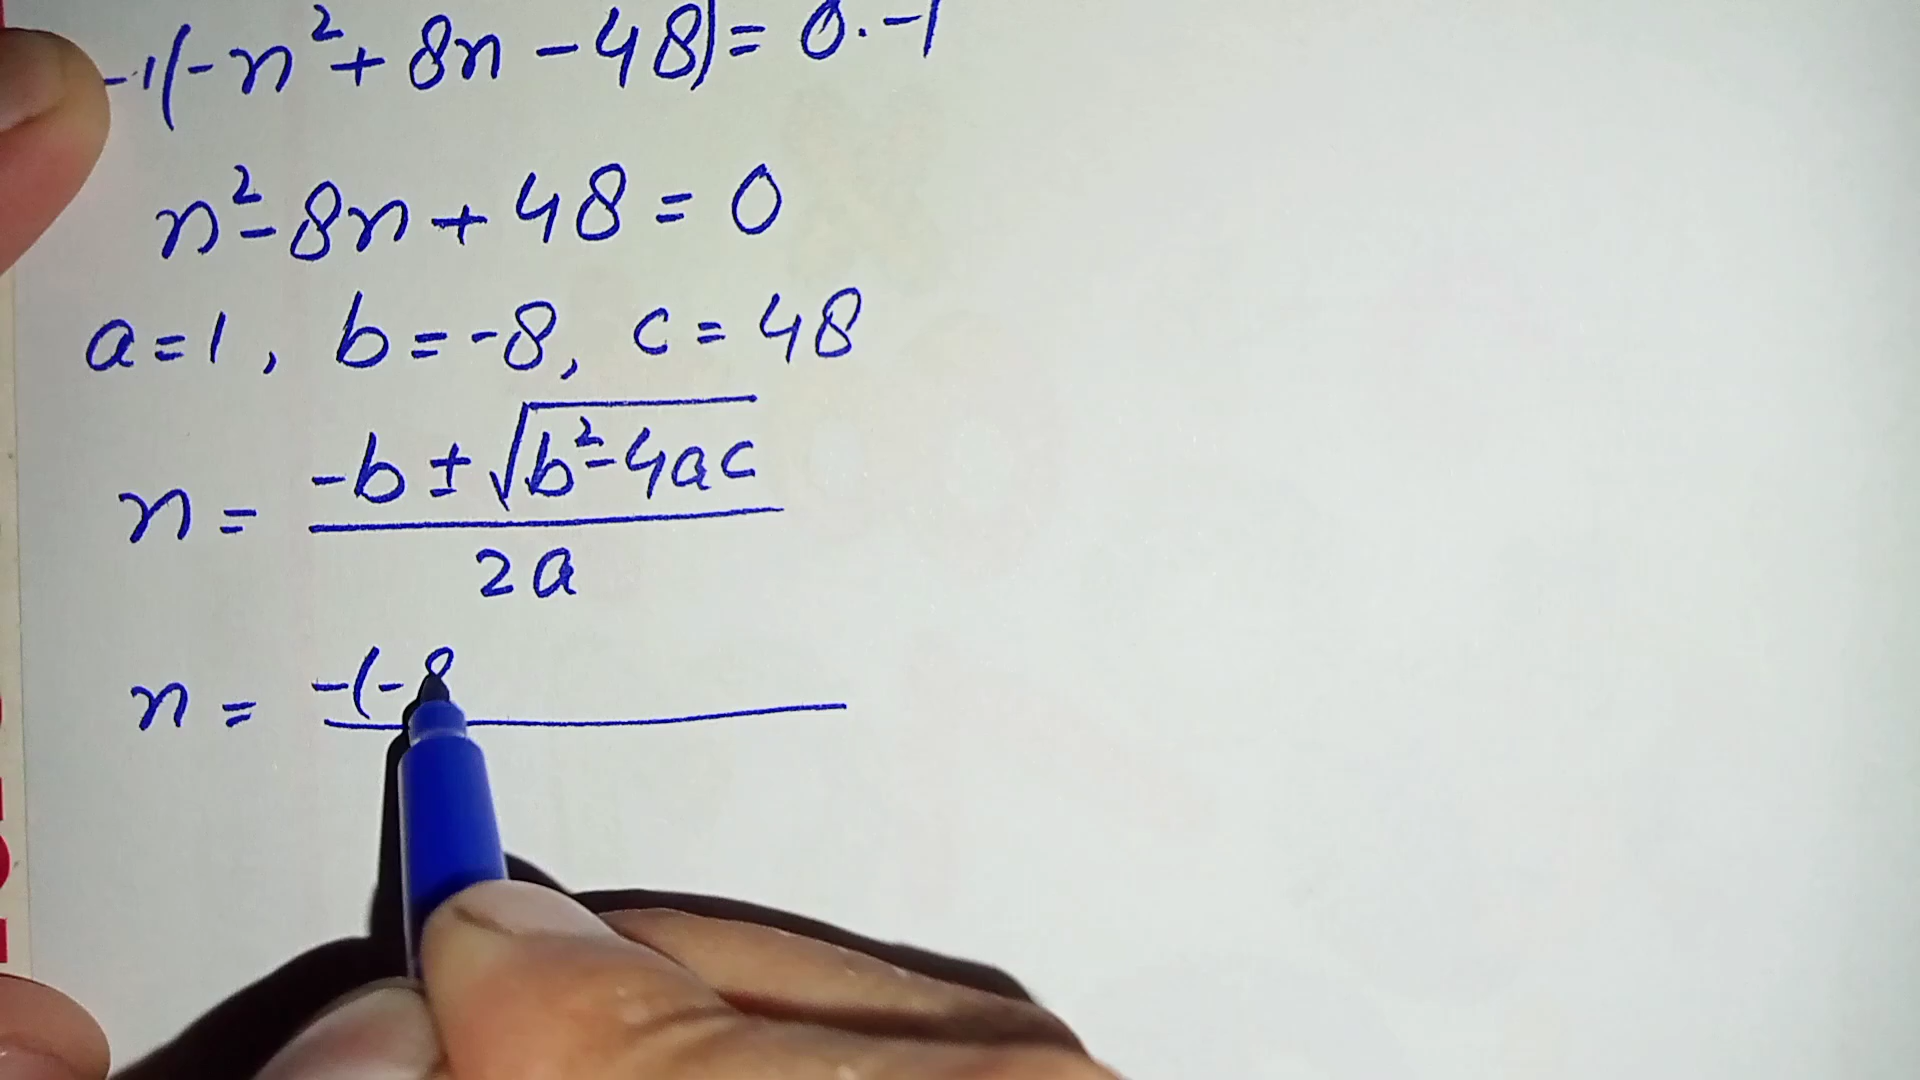 -1(-n²+8n-48)=0.-1
n²-8n+48=0
a=1, b=-8, c=48
n= -b±√b²-4ac / 2a
n= -(-8